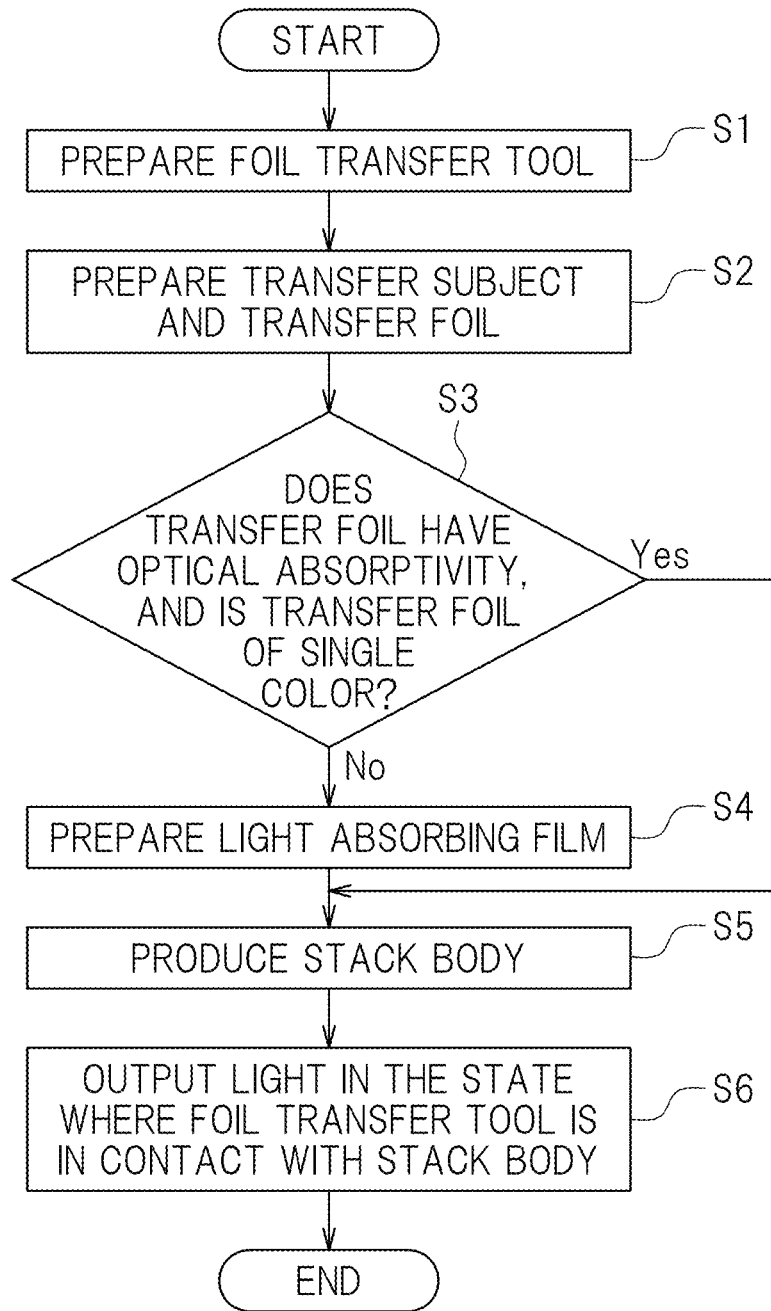 START
PREPARE FOIL TRANSFER TOOL
S1
PREPARE TRANSFER SUBJECT
AND TRANSFER FOIL
S2
S3
DOES
TRANSFER FOIL HAVE
OPTICAL ABSORPTIVITY,
AND IS TRANSFER FOIL
OF SINGLE
COLOR?
Yes
No
PREPARE LIGHT ABSORBING FILM
S4
PRODUCE STACK BODY
S5
OUTPUT LIGHT IN THE STATE
WHERE FOIL TRANSFER TOOL IS
IN CONTACT WITH STACK BODY
S6
END